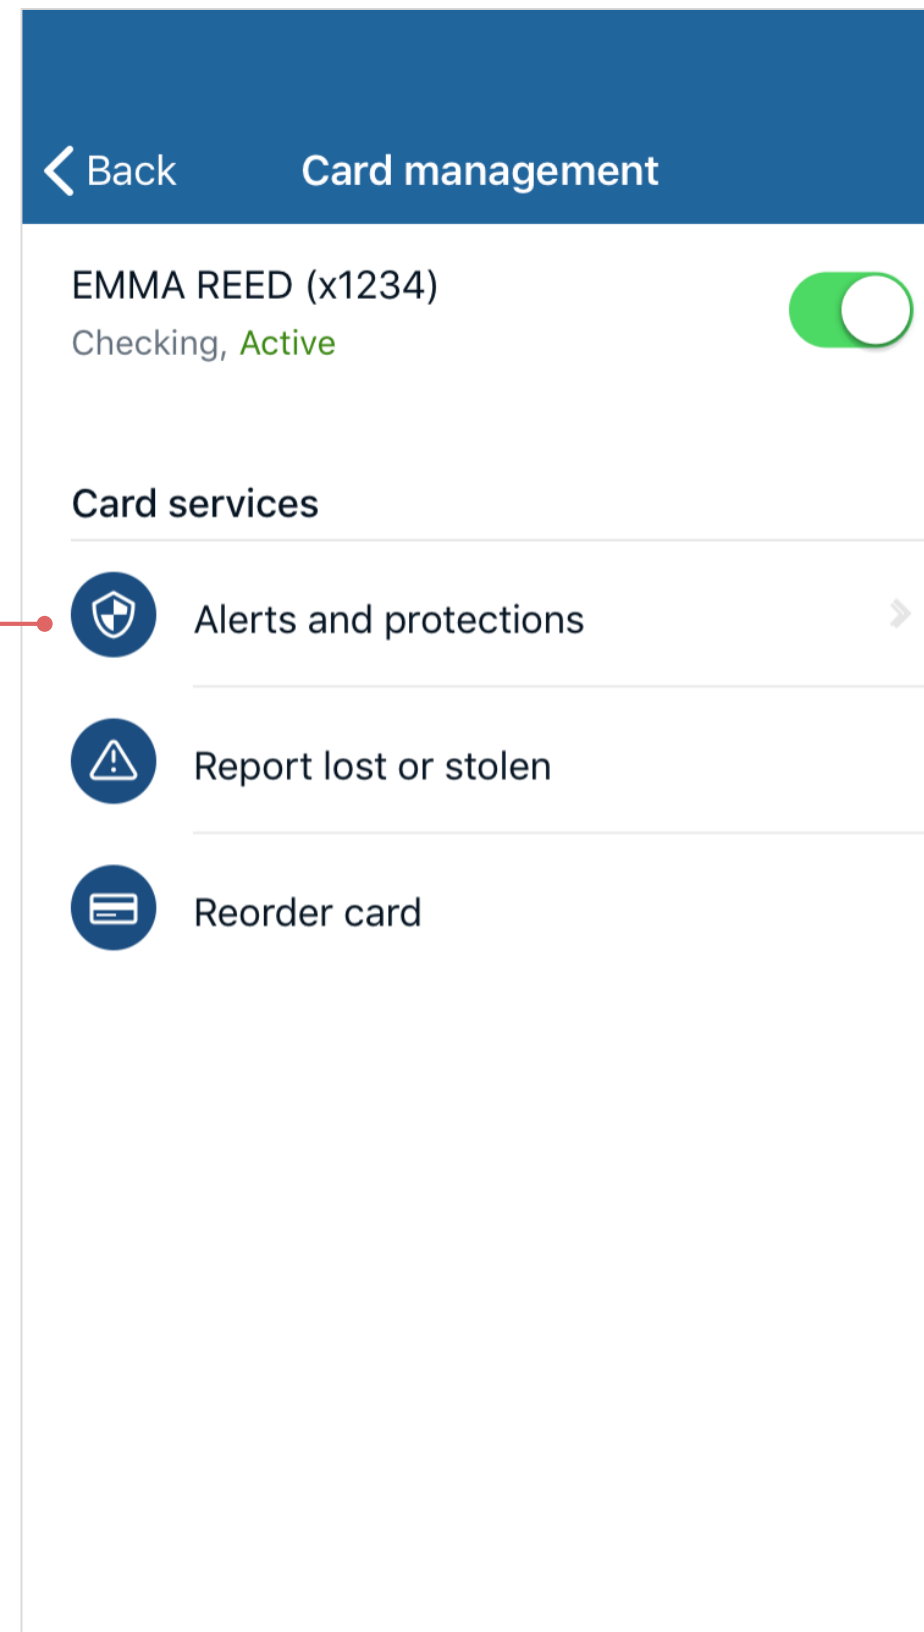 Back
Card management
EMMA REED (x1234)
Checking, Active
Card services
Alerts and protections
Report lost or stolen
Reorder card